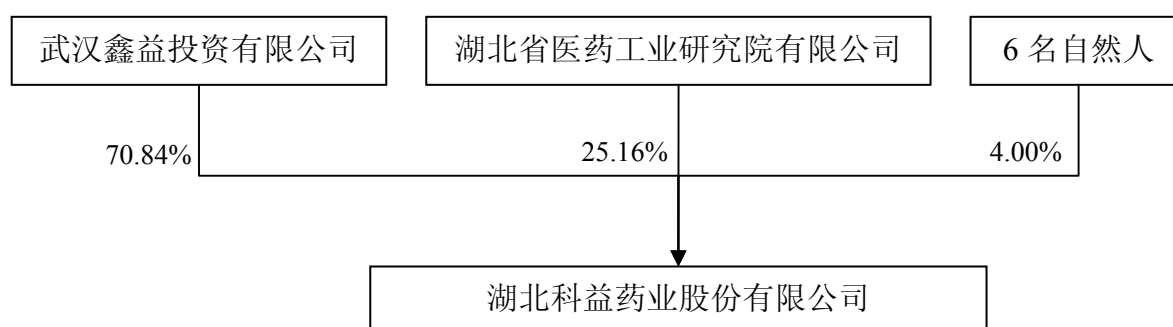 武汉鑫益投资有限公司
湖北省医药工业研究院有限公司
6 名自然人
70.84%
25.16%
4.00%
湖北科益药业股份有限公司